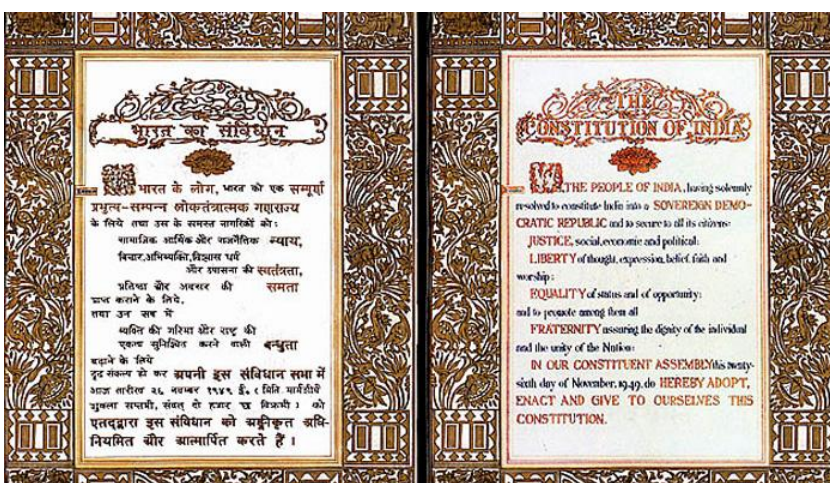 भारत का संविधान
हम भारत के लोग, भारत को एक सम्पूर्ण
प्रभुत्व-सम्पन्न लोकतंत्रात्मक गणराज्य
के लिये तथा उस के समस्त नागरिकों को:
सामाजिक आर्थिक और राजनैतिक न्याय,
विचार,अभिव्यक्ति,विश्वास धर्म
और उपासना की स्वतंत्रता,
प्रतिष्ठा और अवसर की समता
प्राप्त कराने के लिये,
तथा उन सब में
व्यक्ति की गरिमा और राष्ट्र की
एकता सुनिश्चित करने वाली बन्धुता
बढ़ाने के लिये
दृढ़ संकल्प हो कर अपनी इस संविधान सभा में
आज तारीख २६ नवम्बर १९४९ ई. (मिति मार्गशीर्ष
शुक्ला सप्तमी, संवत् दो हजार छ विक्रमी) को
एतद्द्वारा इस संविधान को अङ्गीकृत अधि-
नियमित और आत्मार्पित करते हैं।
THE
CONSTITUTION OF INDIA
WE, THE PEOPLE OF INDIA, having solemnly
resolved to constitute India into a SOVEREIGN DEMO-
CRATIC REPUBLIC and to secure to all its citizens:
JUSTICE, social, economic and political;
LIBERTY of thought, expression, belief, faith and
worship;
EQUALITY of status and of opportunity;
and to promote among them all
FRATERNITY assuring the dignity of the individual
and the unity of the Nation;
IN OUR CONSTITUENT ASSEMBLY this twenty-
sixth day of November, 1949, do HEREBY ADOPT,
ENACT AND GIVE TO OURSELVES THIS
CONSTITUTION.